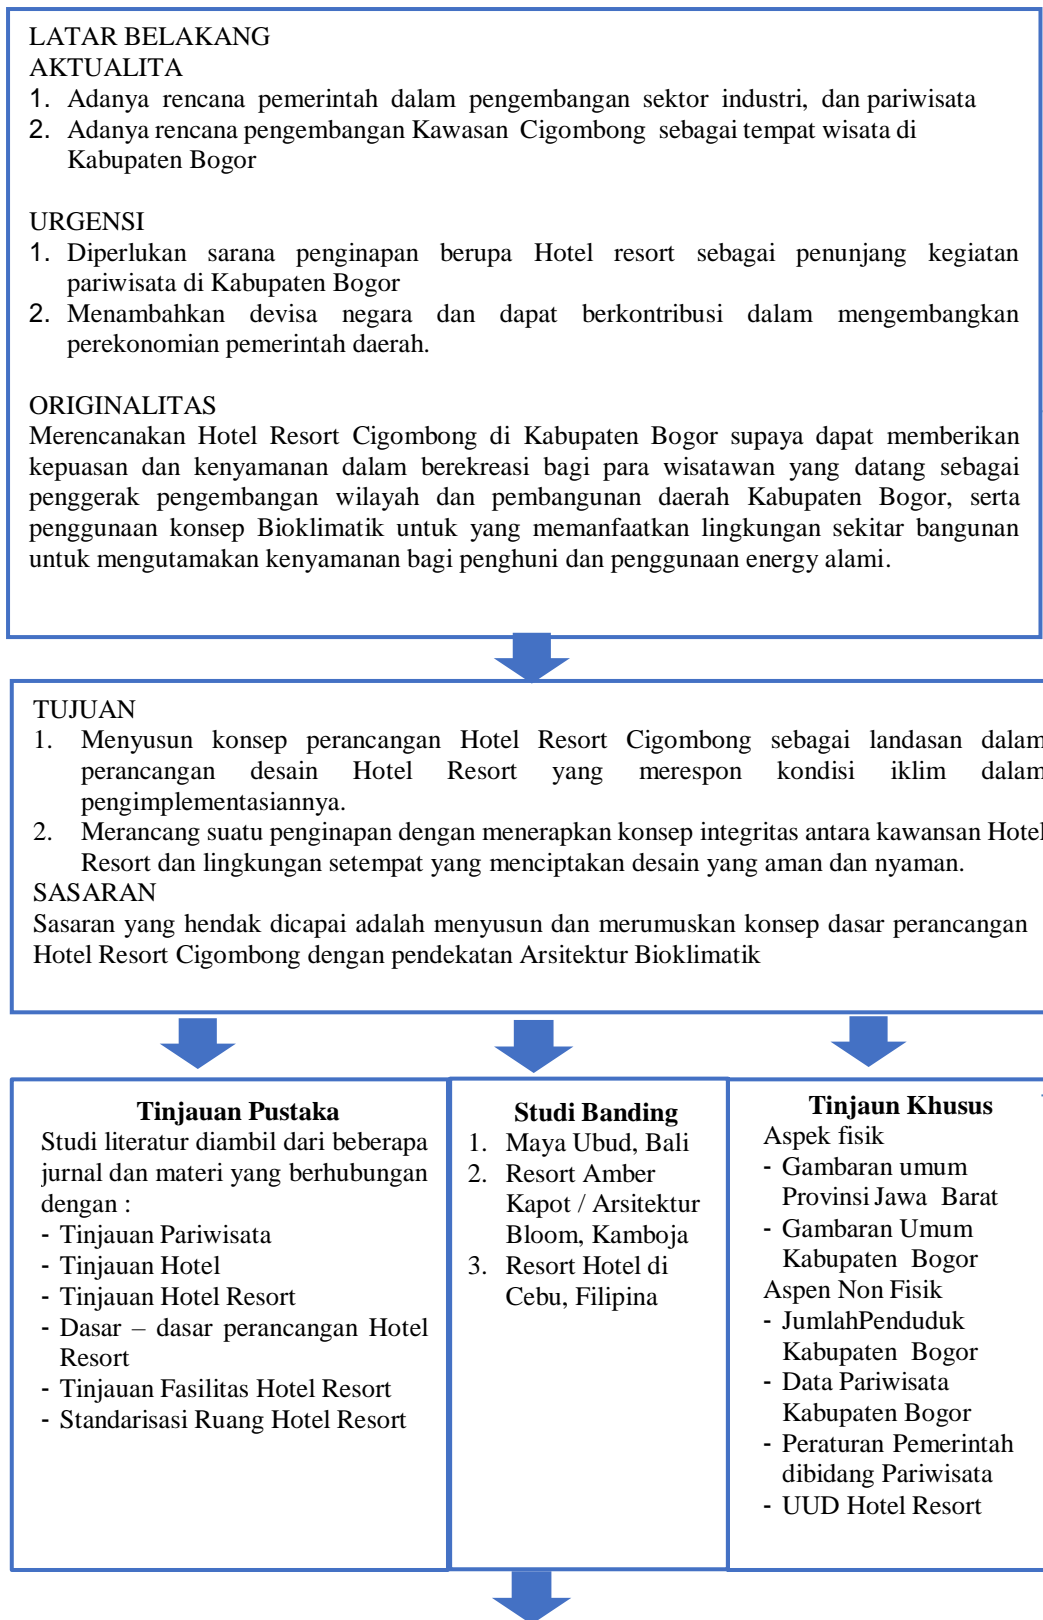 LATAR BELAKANG
AKTUALITA
1. Adanya rencana pemerintah dalam pengembangan sektor industri, dan pariwisata
2. Adanya rencana pengembangan Kawasan Cigombong sebagai tempat wisata di
Kabupaten Bogor
URGENSI
1. Diperlukan sarana penginapan berupa Hotel resort sebagai penunjang kegiatan
pariwisata di Kabupaten Bogor
2. Menambahkan devisa negara dan dapat berkontribusi dalam mengembangkan
perekonomian pemerintah daerah.
ORIGINALITAS
Merencanakan Hotel Resort Cigombong di Kabupaten Bogor supaya dapat memberikan
kepuasan dan kenyamanan dalam berekreasi bagi para wisatawan yang datang sebagai
penggerak pengembangan wilayah dan pembangunan daerah Kabupaten Bogor, serta
penggunaan konsep Bioklimatik untuk yang memanfaatkan lingkungan sekitar bangunan
untuk mengutamakan kenyamanan bagi penghuni dan penggunaan energy alami.
TUJUAN
1. Menyusun konsep perancangan Hotel Resort Cigombong sebagai landasan dalam
perancangan desain Hotel Resort yang merespon kondisi iklim dalam
pengimplementasiannya.
2. Merancang suatu penginapan dengan menerapkan konsep integritas antara kawansan Hotel
Resort dan lingkungan setempat yang menciptakan desain yang aman dan nyaman.
SASARAN
Sasaran yang hendak dicapai adalah menyusun dan merumuskan konsep dasar perancangan
Hotel Resort Cigombong dengan pendekatan Arsitektur Bioklimatik
Tinjauan Pustaka
Studi literatur diambil dari beberapa
jurnal dan materi yang berhubungan
dengan :
- Tinjauan Pariwisata
- Tinjauan Hotel
- Tinjauan Hotel Resort
- Dasar – dasar perancangan Hotel
Resort
- Tinjauan Fasilitas Hotel Resort
- Standarisasi Ruang Hotel Resort
Studi Banding
1. Maya Ubud, Bali
2. Resort Amber
Kapot / Arsitektur
Bloom, Kamboja
3. Resort Hotel di
Cebu, Filipina
Tinjaun Khusus
Aspek fisik
- Gambaran umum
Provinsi Jawa Barat
- Gambaran Umum
Kabupaten Bogor
Aspen Non Fisik
- JumlahPenduduk
Kabupaten Bogor
- Data Pariwisata
Kabupaten Bogor
- Peraturan Pemerintah
dibidang Pariwisata
- UUD Hotel Resort